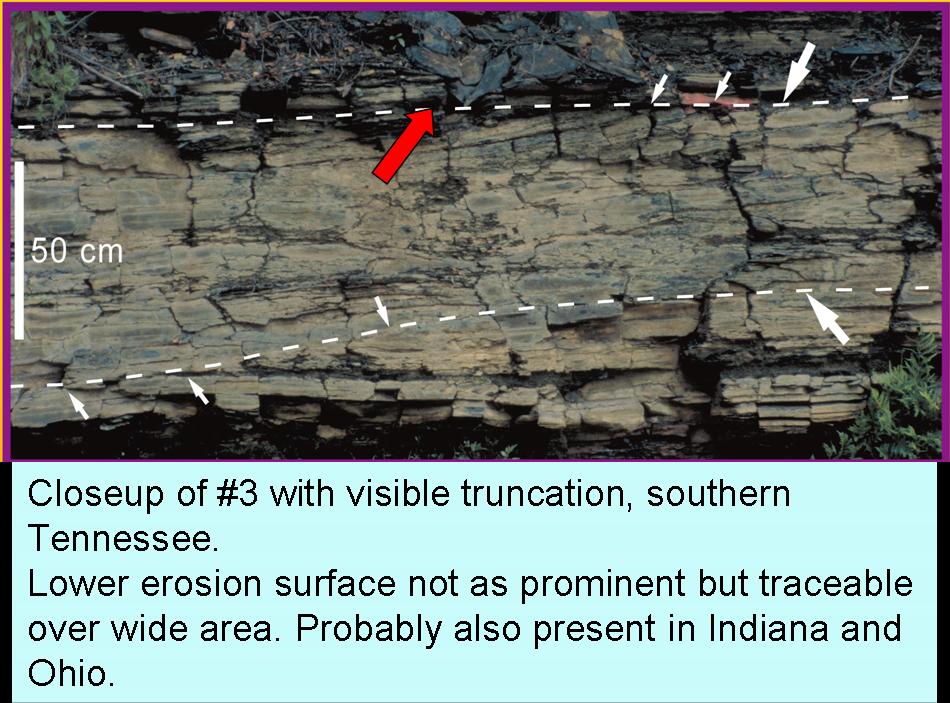 50 cm
Closeup of #3 with visible truncation, southern
Tennessee.
Lower erosion surface not as prominent but traceable
over wide area. Probably also present in Indiana and
Ohio.